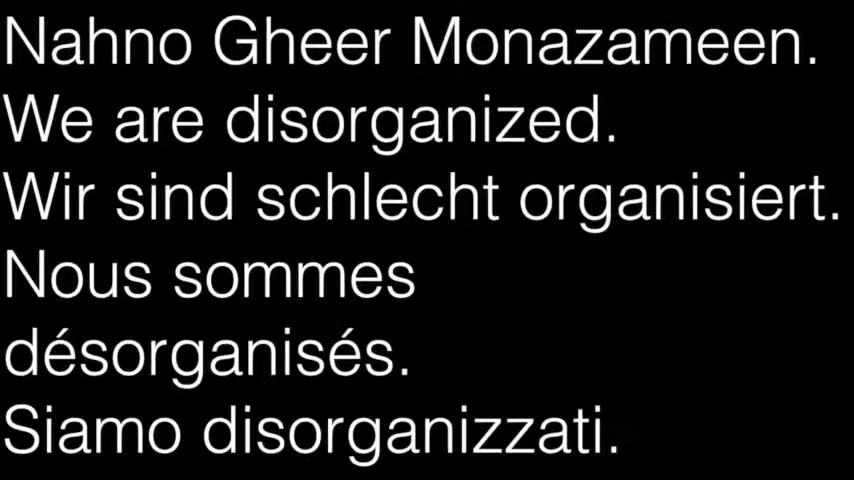 Nahno Gheer Monazameen.
We are disorganized.
Wir sind schlecht organisiert.
Nous sommes
désorganisés.
Siamo disorganizzati.